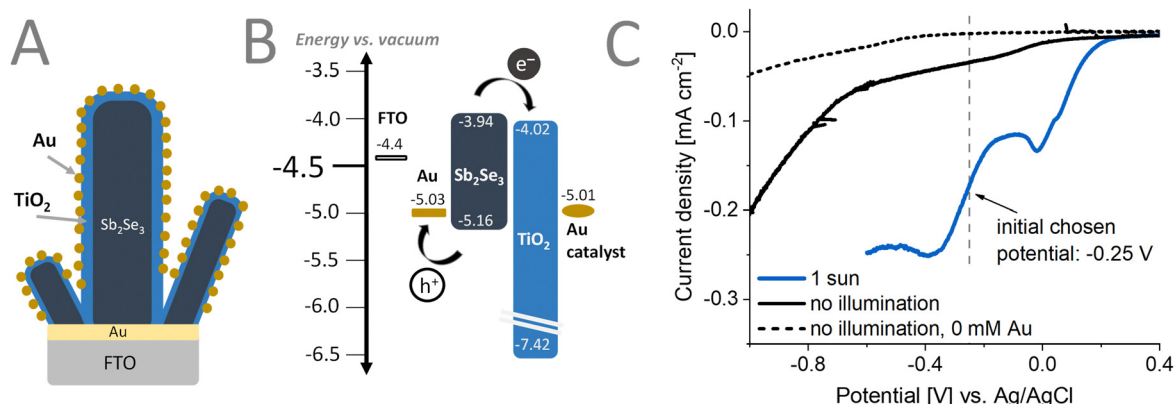 A
Au
TiO₂
Sb₂Se₃
Au
FTO
B
Energy vs. vacuum
-3.5
-4.0
-4.5
-5.0
-5.5
-6.0
-6.5
FTO
-4.4
Au
-5.03
e⁻
-3.94
Sb₂Se₃
-5.16
h⁺
-4.02
TiO₂
-7.42
-5.01
Au
catalyst
C
Current density [mA cm⁻²]
0.0
-0.1
-0.2
-0.3
initial chosen
potential: -0.25 V
1 sun
no illumination
no illumination, 0 mM Au
-0.8 -0.4 0.0 0.4
Potential [V] vs. Ag/AgCl